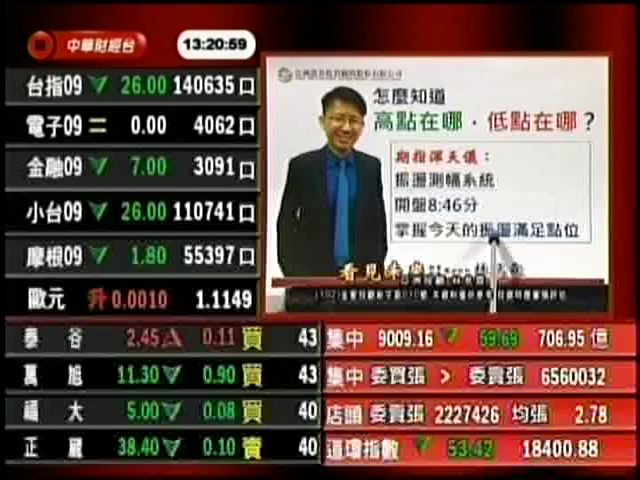 中華財經台
13:20:59
台指09 26.00 140635口
電子09 = 0.00 4062口
金融09 7.00 3091口
小台09 26.00 110741口
摩根09 1.80 55397口
歐元 升0.0010 1.1149
怎麼知道
高點在哪．低點在哪？
期指渾天儀：
振盪測幅系統
開盤8:46分
掌握今天的振盪滿足點位
看見
泰谷 2.45 0.11 買 43
萬旭 11.30 0.90 買 43
福大 5.00 0.08 買 40
正崴 38.40 0.10 賣 40
集中 9009.16 59.69 706.95 億
集中 委買張 > 委賣張 6560032
店頭 委賣張 2227426 均張 2.78
道瓊指數 53.42 18400.88